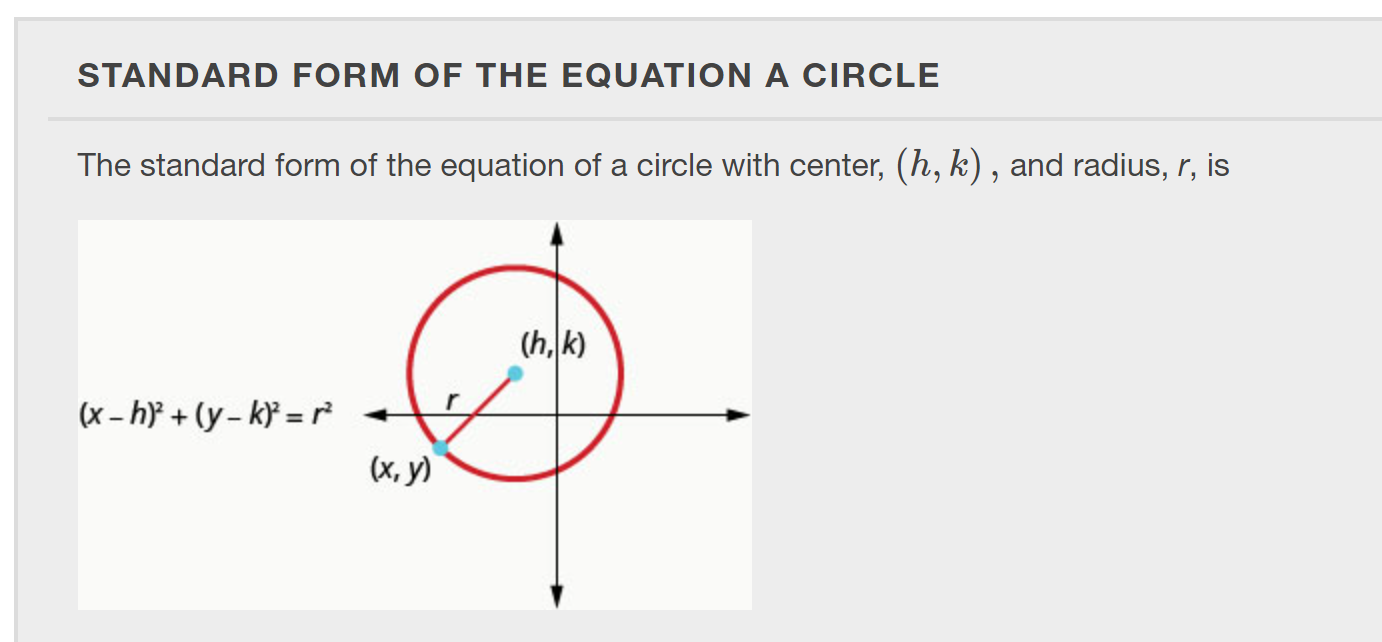 STANDARD FORM OF THE EQUATION A CIRCLE
The standard form of the equation of a circle with center, (h, k) , and radius, r, is
(h, k)
r
(x – h)² + (y – k)² = r²
(x, y)